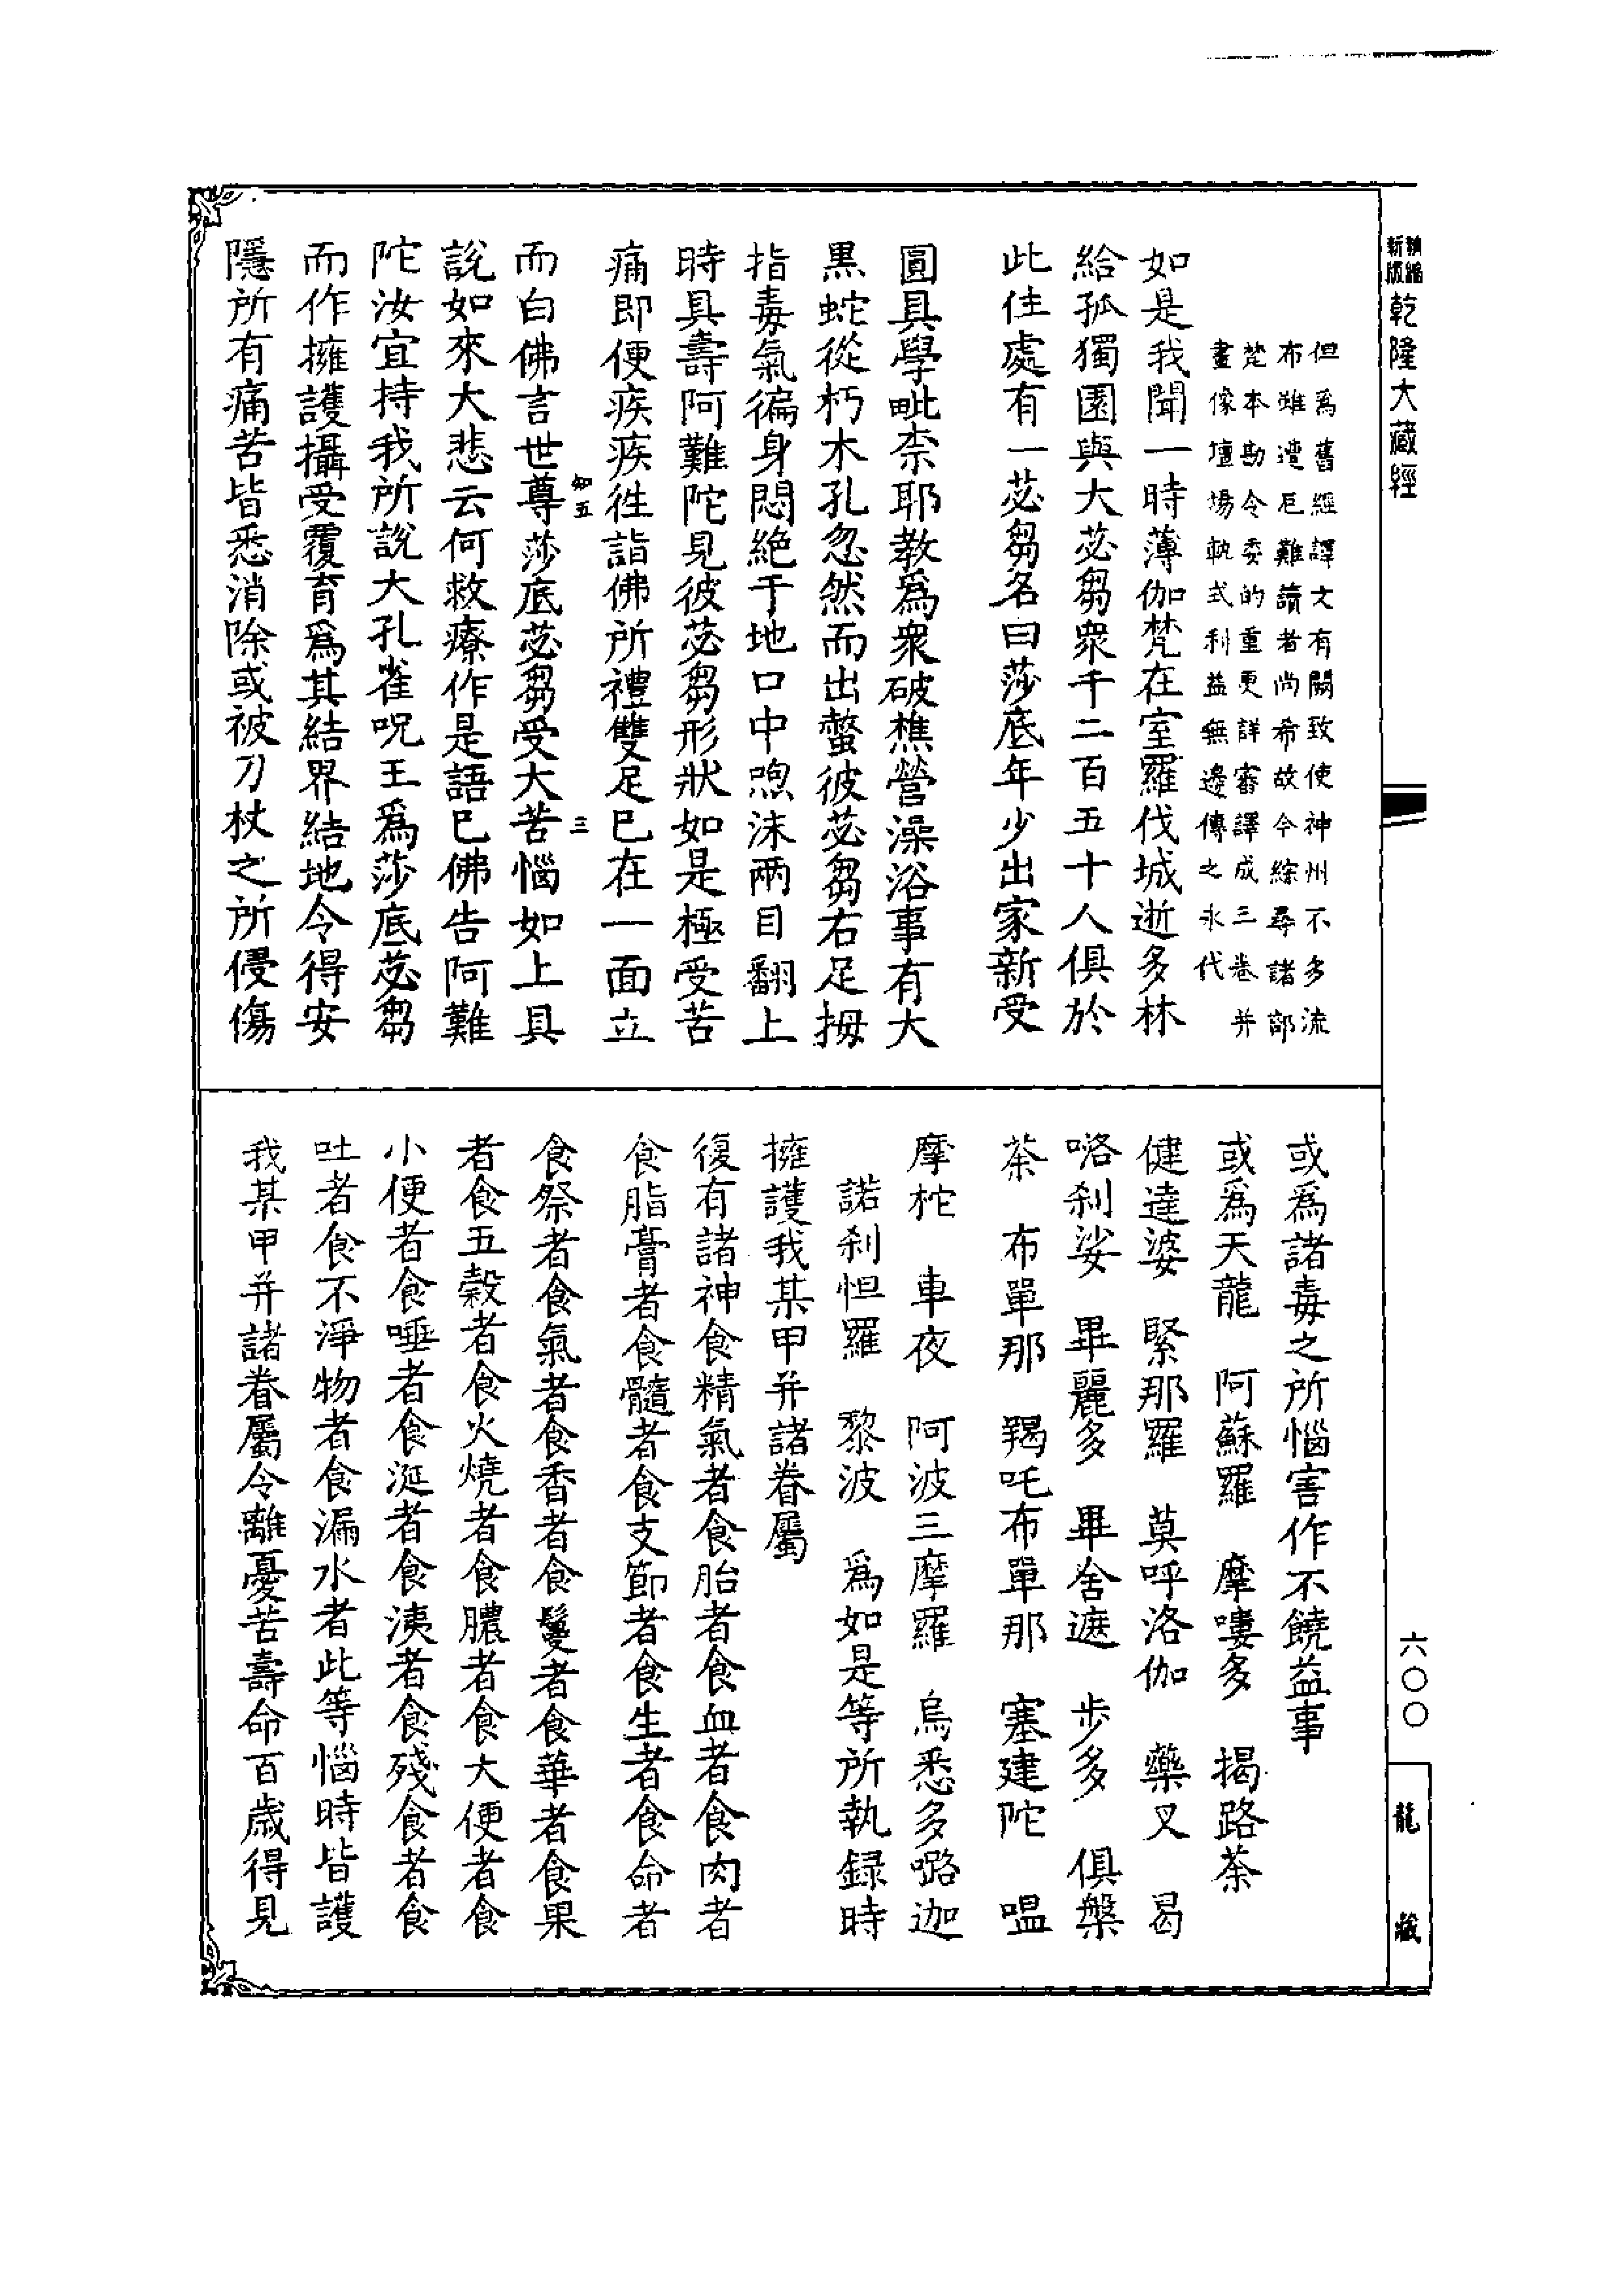 新編縮版乾隆大藏經
但爲舊經譯文有闕致使神州不多流
布雖遭厄難讀者尚希故今綜尋諸部
梵本勘令委的重更詳審譯成三卷并
畫像壇場軌式利益無邊傳之永代
如是我聞一時薄伽梵在室羅伐城逝多林
給孤獨園與大苾芻衆千二百五十人俱於
此住處有一苾芻名曰莎底年少出家新受
圓具學毗柰耶教爲衆破樵營澡浴事有大
黑蛇從朽木孔忽然而出螫彼苾芻右足拇
指毒氣徧身悶絕于地口中喣沫兩目翻上
時具壽阿難陀見彼苾芻形狀如是極受苦
痛即便疾疾往詣佛所禮雙足已在一面立
知五 三
而白佛言世尊莎底苾芻受大苦惱如上具
說如來大悲云何救療作是語已佛告阿難
陀汝宜持我所說大孔雀呪王爲莎底苾芻
而作擁護攝受覆育爲其結界結地令得安
隱所有痛苦皆悉消除或被刀杖之所侵傷
或爲諸毒之所惱害作不饒益事
或爲天龍 阿蘇羅 摩嘍多 揭路荼
健達婆 緊那羅 莫呼洛伽 藥叉 曷
咯刹娑 畢麗多 畢舍遮 步多 俱槃
荼 布單那 羯吒布單那 塞建陀 嗢
摩柁 車夜 阿波三摩羅 烏悉多㗭迦
諾刹怛羅 黎波 爲如是等所執録時
擁護我某甲并諸眷屬
復有諸神食精氣者食胎者食血者食肉者
食脂膏者食髓者食支節者食生者食命者
食祭者食氣者食香者食鬘者食華者食果
者食五穀者食火燒者食膿者食大便者食
小便者食唾者食涎者食洟者食殘食者食
吐者食不淨物者食漏水者此等惱時皆護
我某甲并諸眷屬令離憂苦壽命百歲得見
六〇〇
龍藏